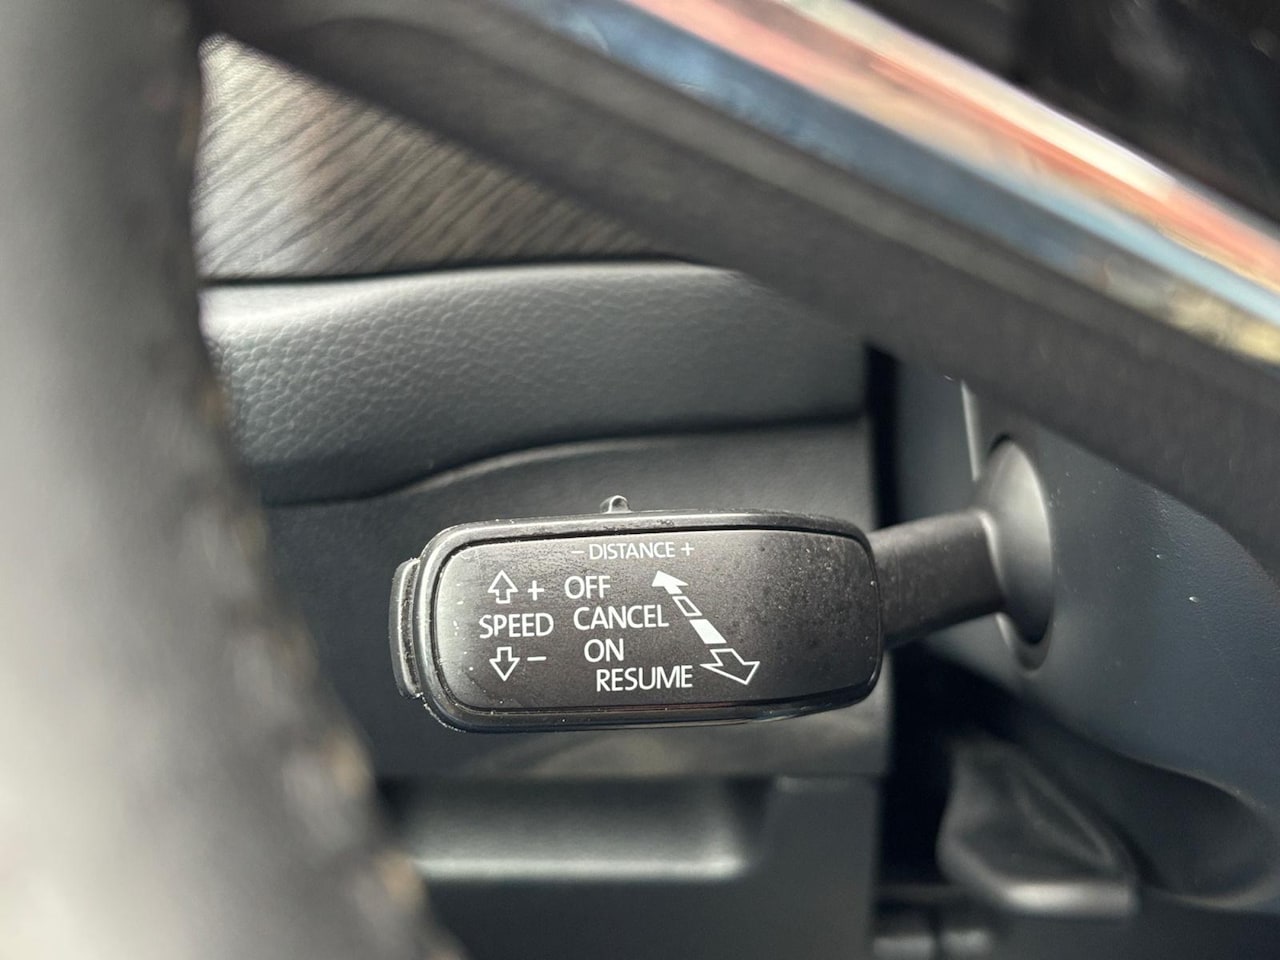 − DISTANCE +
+ OFF
SPEED CANCEL
− ON
RESUME